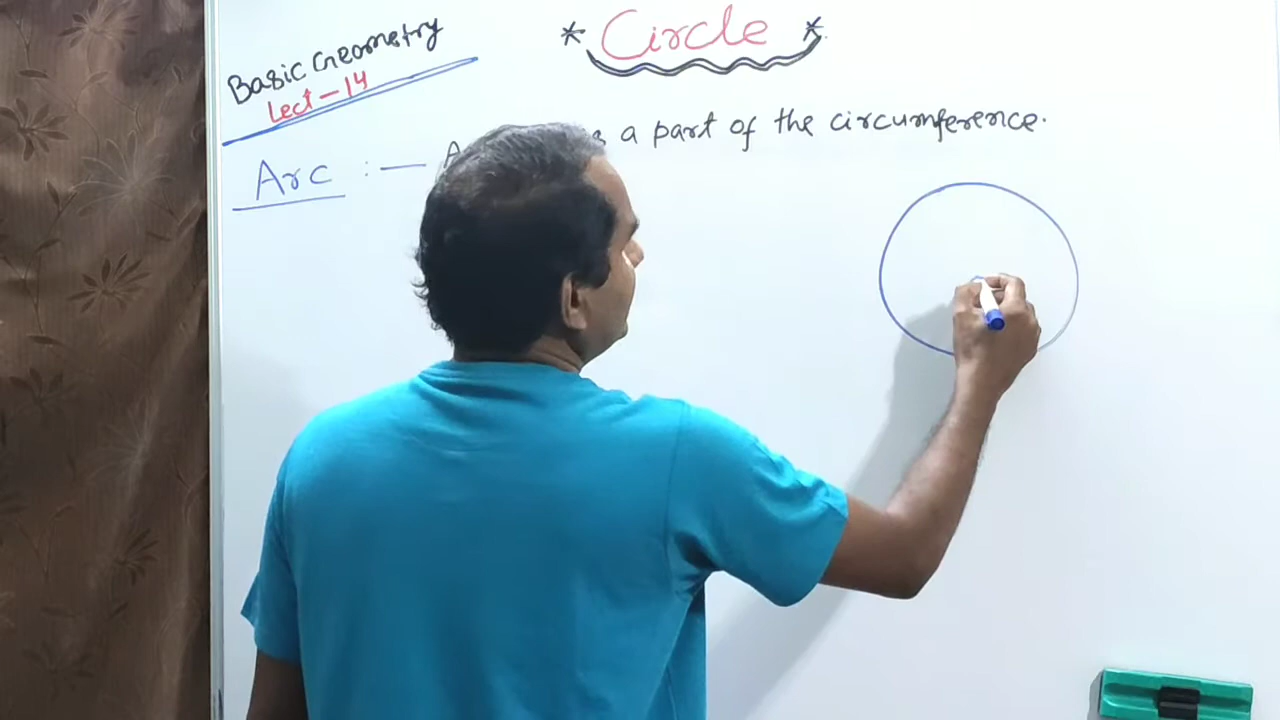 Basic Geometry
Lect-14
* Circle *
Arc :— a part of the circumference.